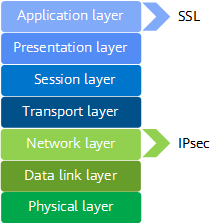 Application layer
SSL
Presentation layer
Session layer
Transport layer
Network layer
IPsec
Data link layer
Physical layer